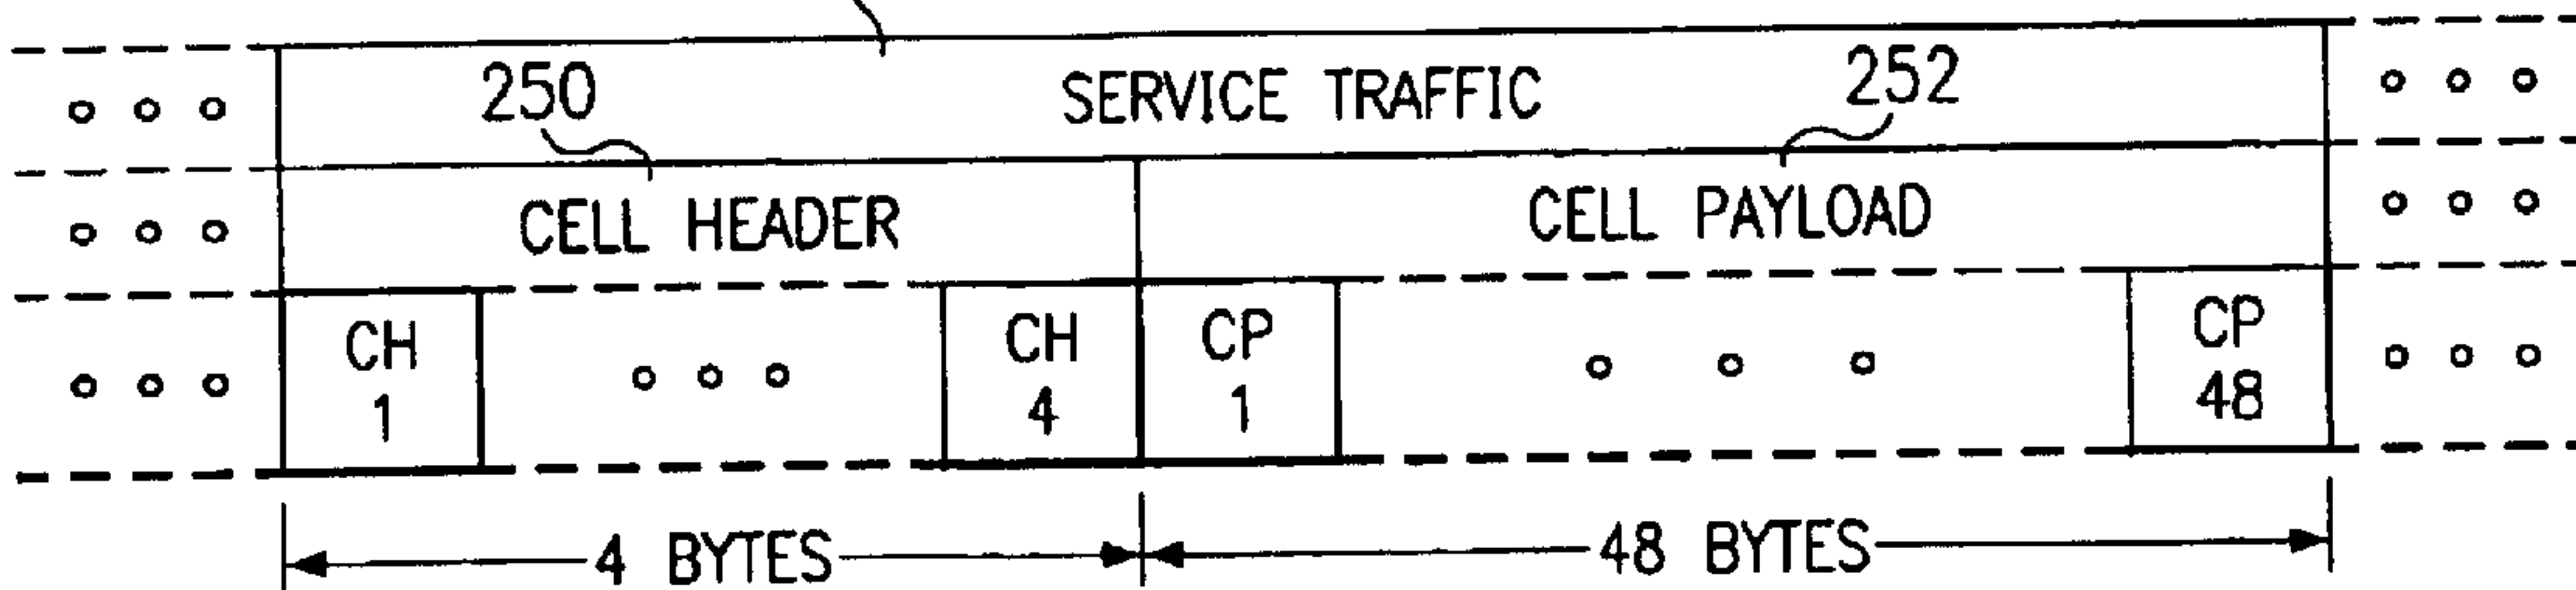 SERVICE TRAFFIC
250
252
CELL HEADER
CELL PAYLOAD
CH 1
CH 4
CP 1
CP 48
4 BYTES
48 BYTES